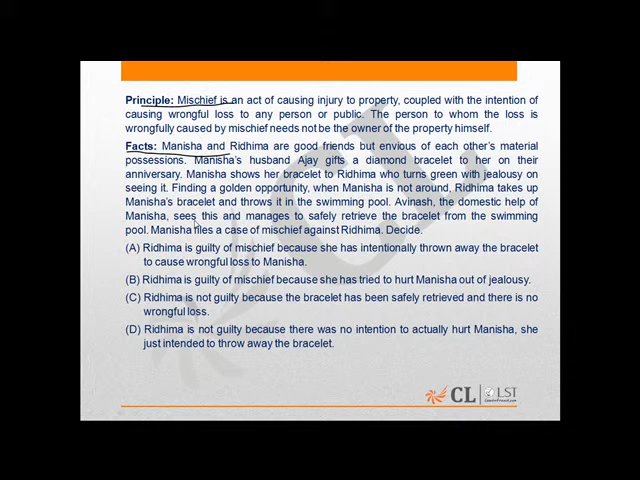 Principle: Mischief is an act of causing injury to property, coupled with the intention of
causing wrongful loss to any person or public. The person to whom the loss is
wrongfully caused by mischief needs not be the owner of the property himself.
Facts: Manisha and Ridhima are good friends but envious of each other's material
possessions. Manisha's husband Ajay gifts a diamond bracelet to her on their
anniversary. Manisha shows her bracelet to Ridhima who turns green with jealousy on
seeing it. Finding a golden opportunity, when Manisha is not around, Ridhima takes up
Manisha's bracelet and throws it in the swimming pool. Avinash, the domestic help of
Manisha, sees this and manages to safely retrieve the bracelet from the swimming
pool. Manisha files a case of mischief against Ridhima. Decide.
(A) Ridhima is guilty of mischief because she has intentionally thrown away the bracelet
to cause wrongful loss to Manisha.
(B) Ridhima is guilty of mischief because she has tried to hurt Manisha out of jealousy.
(C) Ridhima is not guilty because the bracelet has been safely retrieved and there is no
wrongful loss.
(D) Ridhima is not guilty because there was no intention to actually hurt Manisha, she
just intended to throw away the bracelet.
CL
CL LST